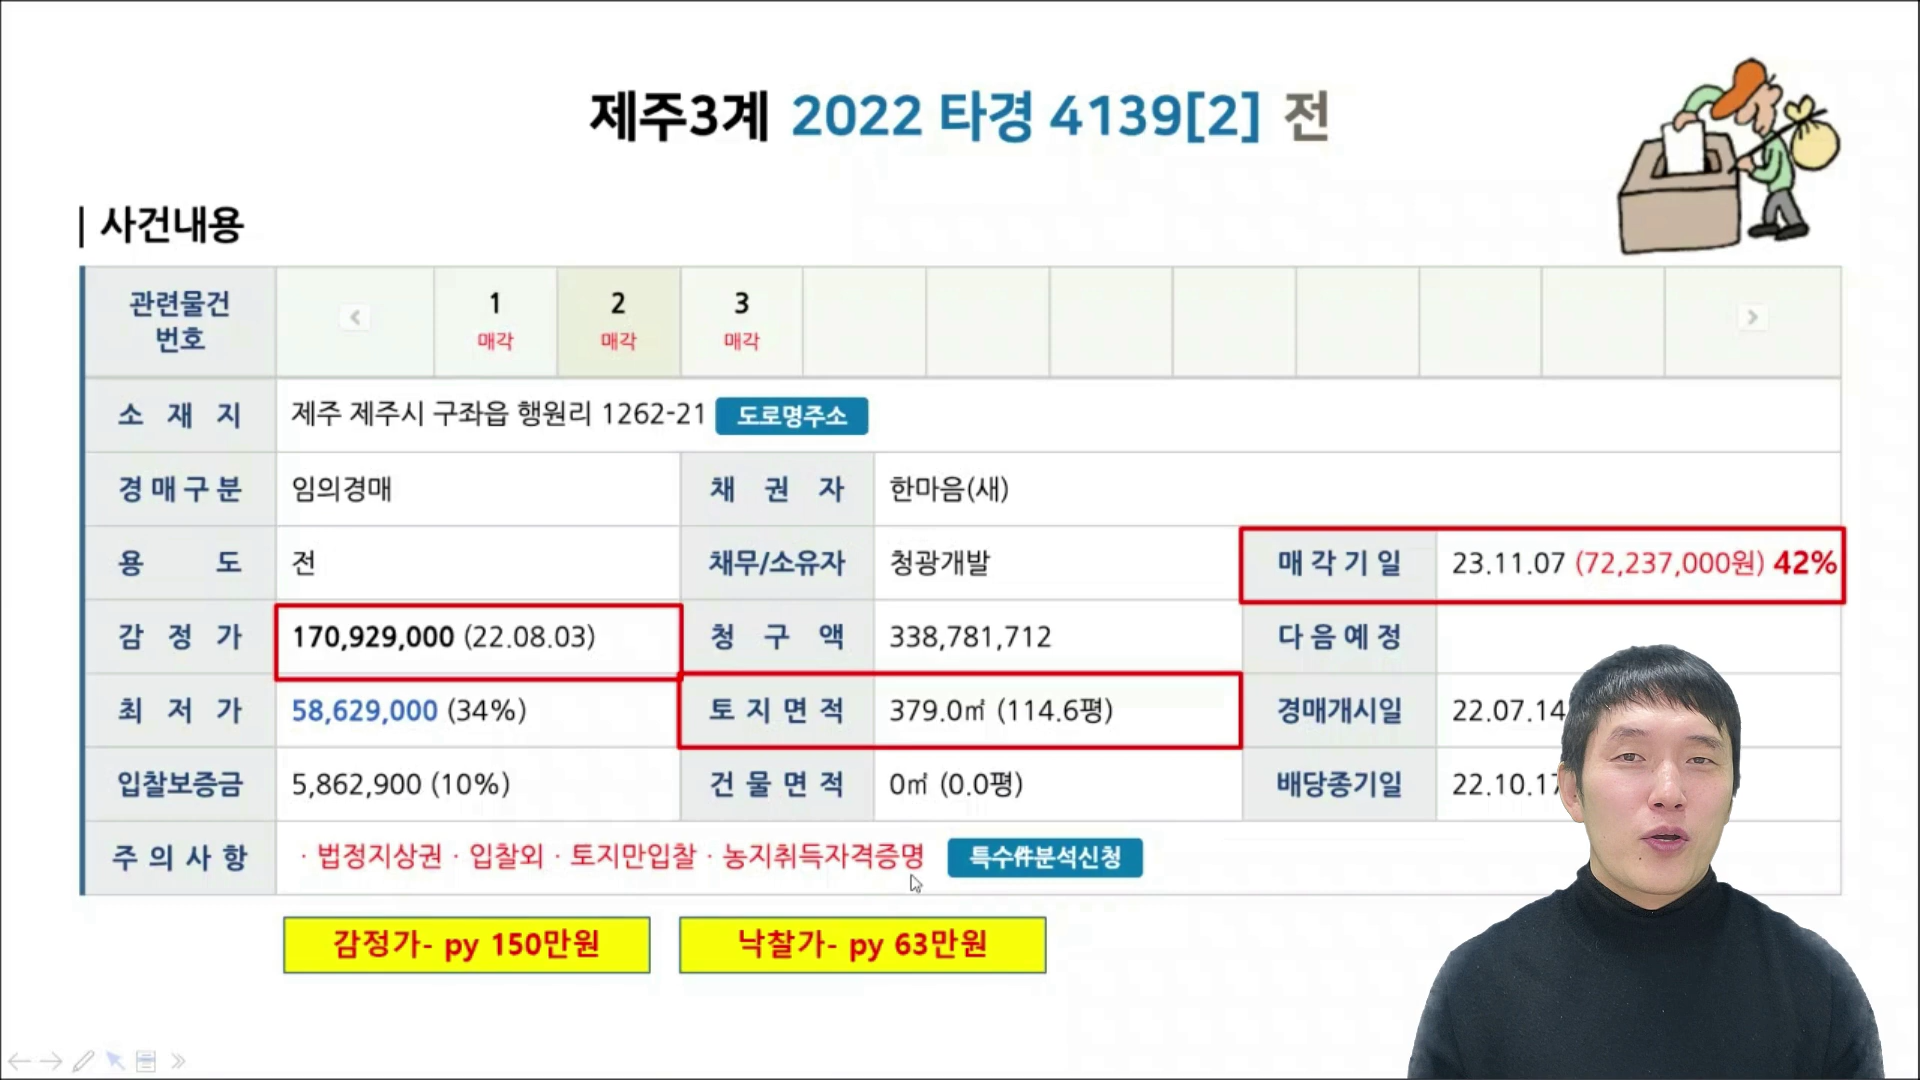 제주3계 2022 타경 4139[2] 전
사건내용
관련물건
번호
1
매각
2
매각
3
매각
소 재 지
제주 제주시 구좌읍 행원리 1262-21 도로명주소
경매구분
임의경매
채 권 자
한마음(새)
용 도
전
채무/소유자
청광개발
매각기일
23.11.07 (72,237,000원) 42%
감 정 가
170,929,000 (22.08.03)
청 구 액
338,781,712
다음예정
최 저 가
58,629,000 (34%)
토지면적
379.0㎡ (114.6평)
경매개시일
22.07.14
입찰보증금
5,862,900 (10%)
건물면적
0㎡ (0.0평)
배당종기일
22.10.17
주의사항
· 법정지상권 · 입찰외 · 토지만입찰 · 농지취득자격증명 특수件분석신청
감정가- py 150만원
낙찰가- py 63만원